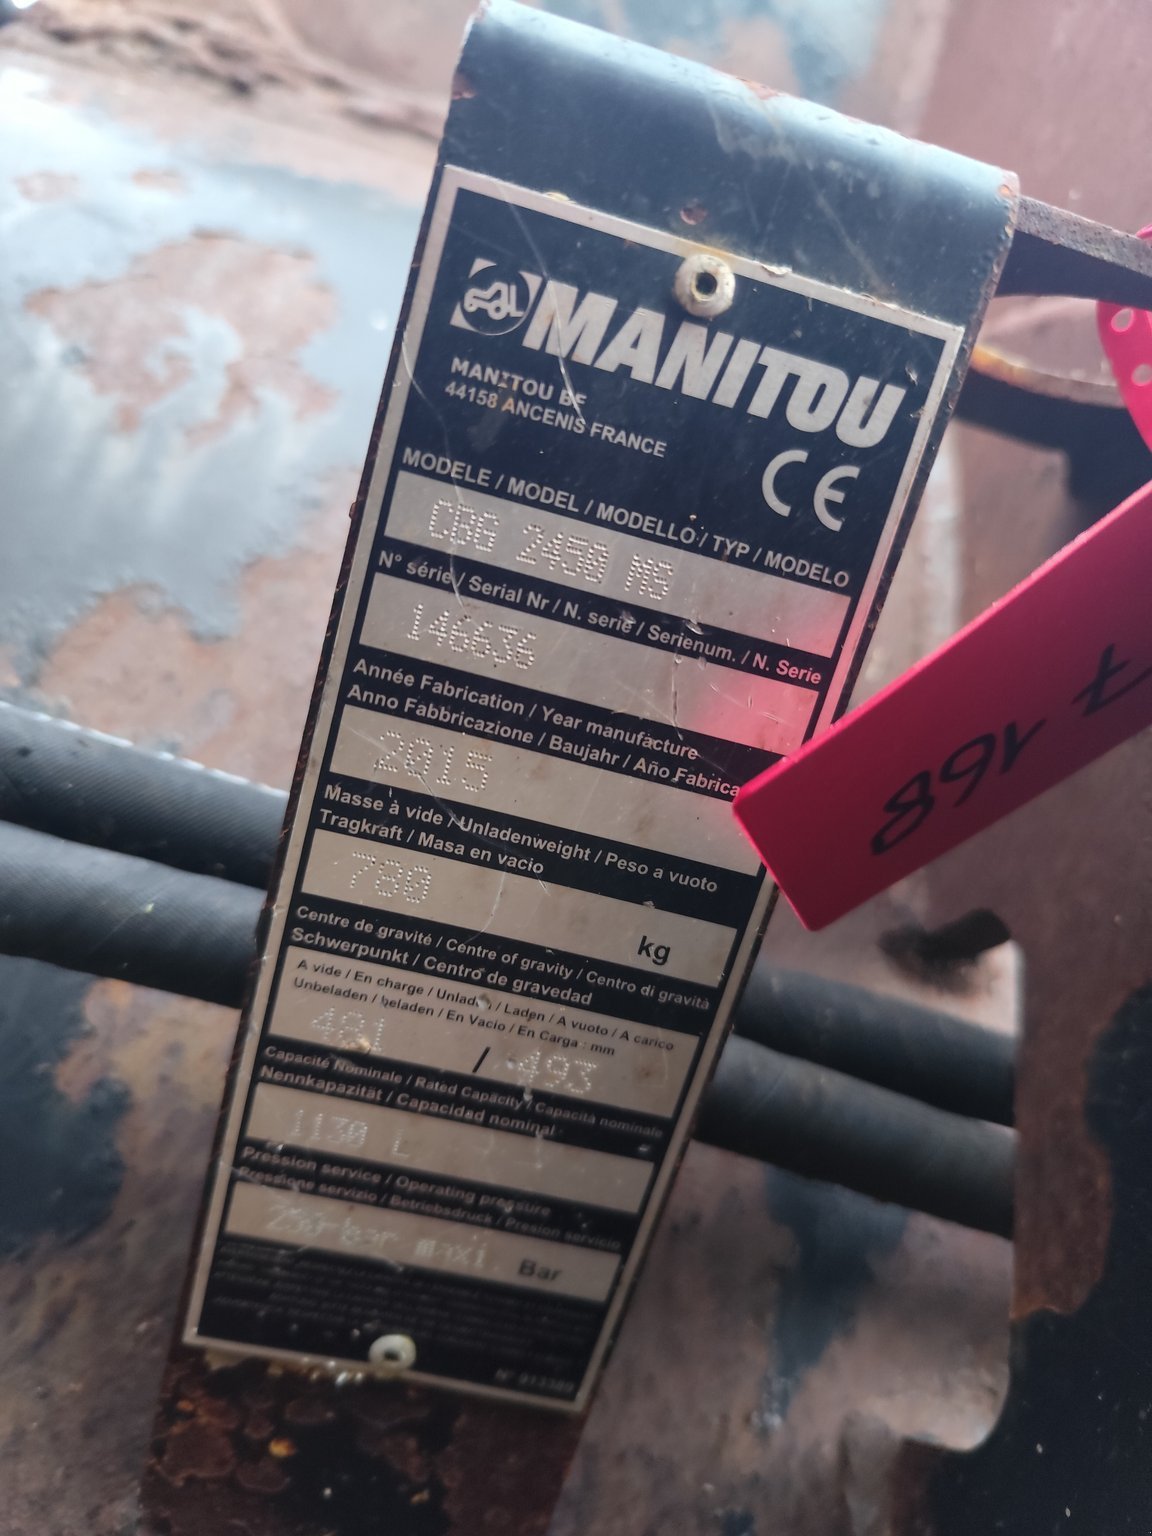 MANITOU
MANITOU BF
44158 ANCENIS FRANCE
CE
MODELE / MODEL / MODELLO / TYP / MODELO
CBG 2450 MS
N° série / Serial Nr / N. serie / Serienum. / N. Serie
146636
Année Fabrication / Year manufacture
Anno Fabbricazione / Baujahr / Año Fabrica
2015
Masse à vide / Unladenweight / Peso a vuoto
Tragkraft / Masa en vacio
780
kg
Centre de gravité / Centre of gravity / Centro di gravità
Schwerpunkt / Centro de gravedad
A vide / En charge / / Laden / A vuoto / A carico
Unbeladen / beladen / En Vacio / En Carga : mm
481 / 493
Capacité Nominale / Rated Capacity / Capacità nominale
Nennkapazität / Capacidad nominal
1130 L
Pression service / Operating pressure
Pressione servizio / Betriebsdruck / Presion servicio
bar maxi Bar
168